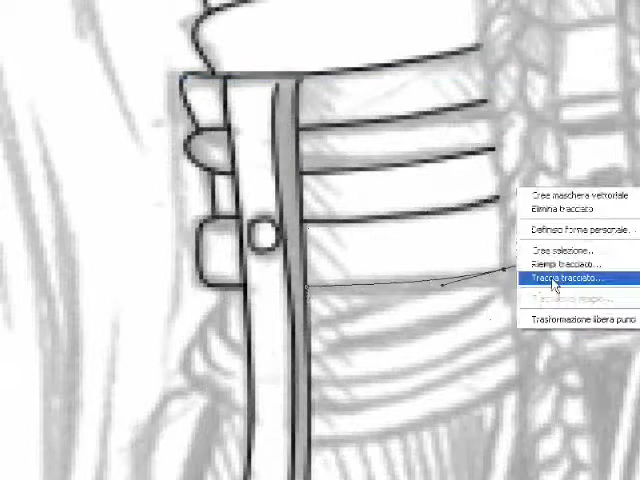 Crea maschera vettoriale
Elimina tracciato
Definisci forma personale...
Crea selezione...
Riempi tracciato...
Traccia tracciato...
Trasformazione libera punti